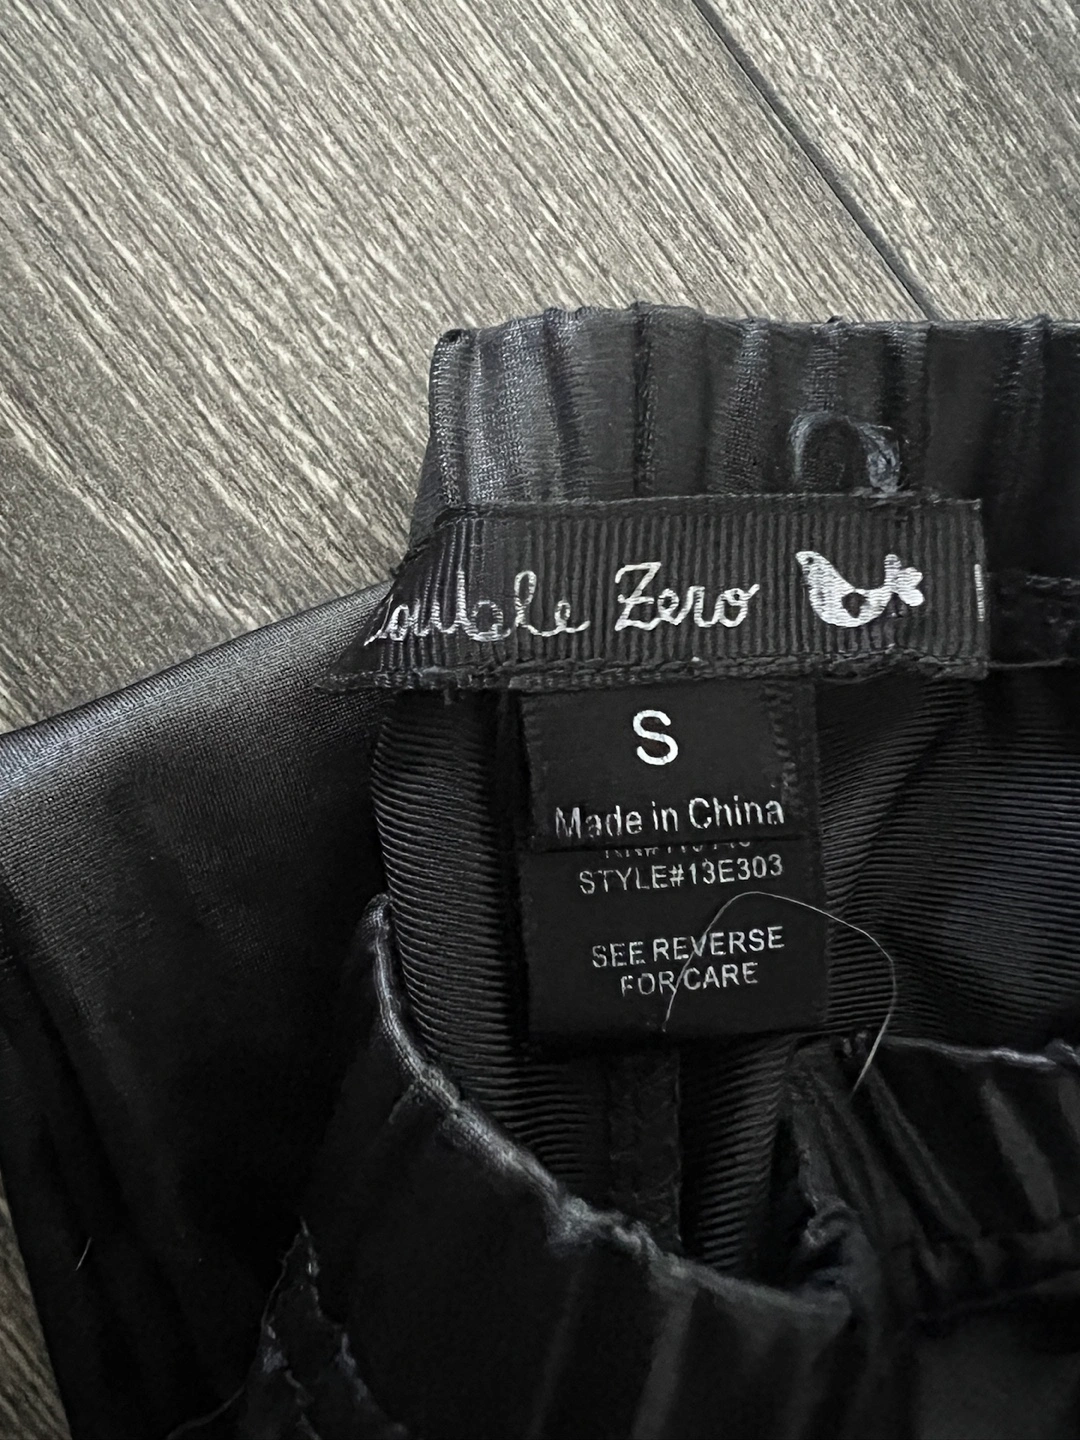 Double Zero
S
Made in China
STYLE#13E303
SEE REVERSE
FOR CARE